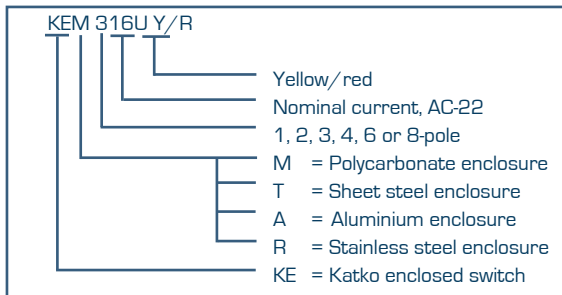 KEM 316U Y/R
Yellow/red
Nominal current, AC-22
1, 2, 3, 4, 6 or 8-pole
M = Polycarbonate enclosure
T = Sheet steel enclosure
A = Aluminium enclosure
R = Stainless steel enclosure
KE = Katko enclosed switch